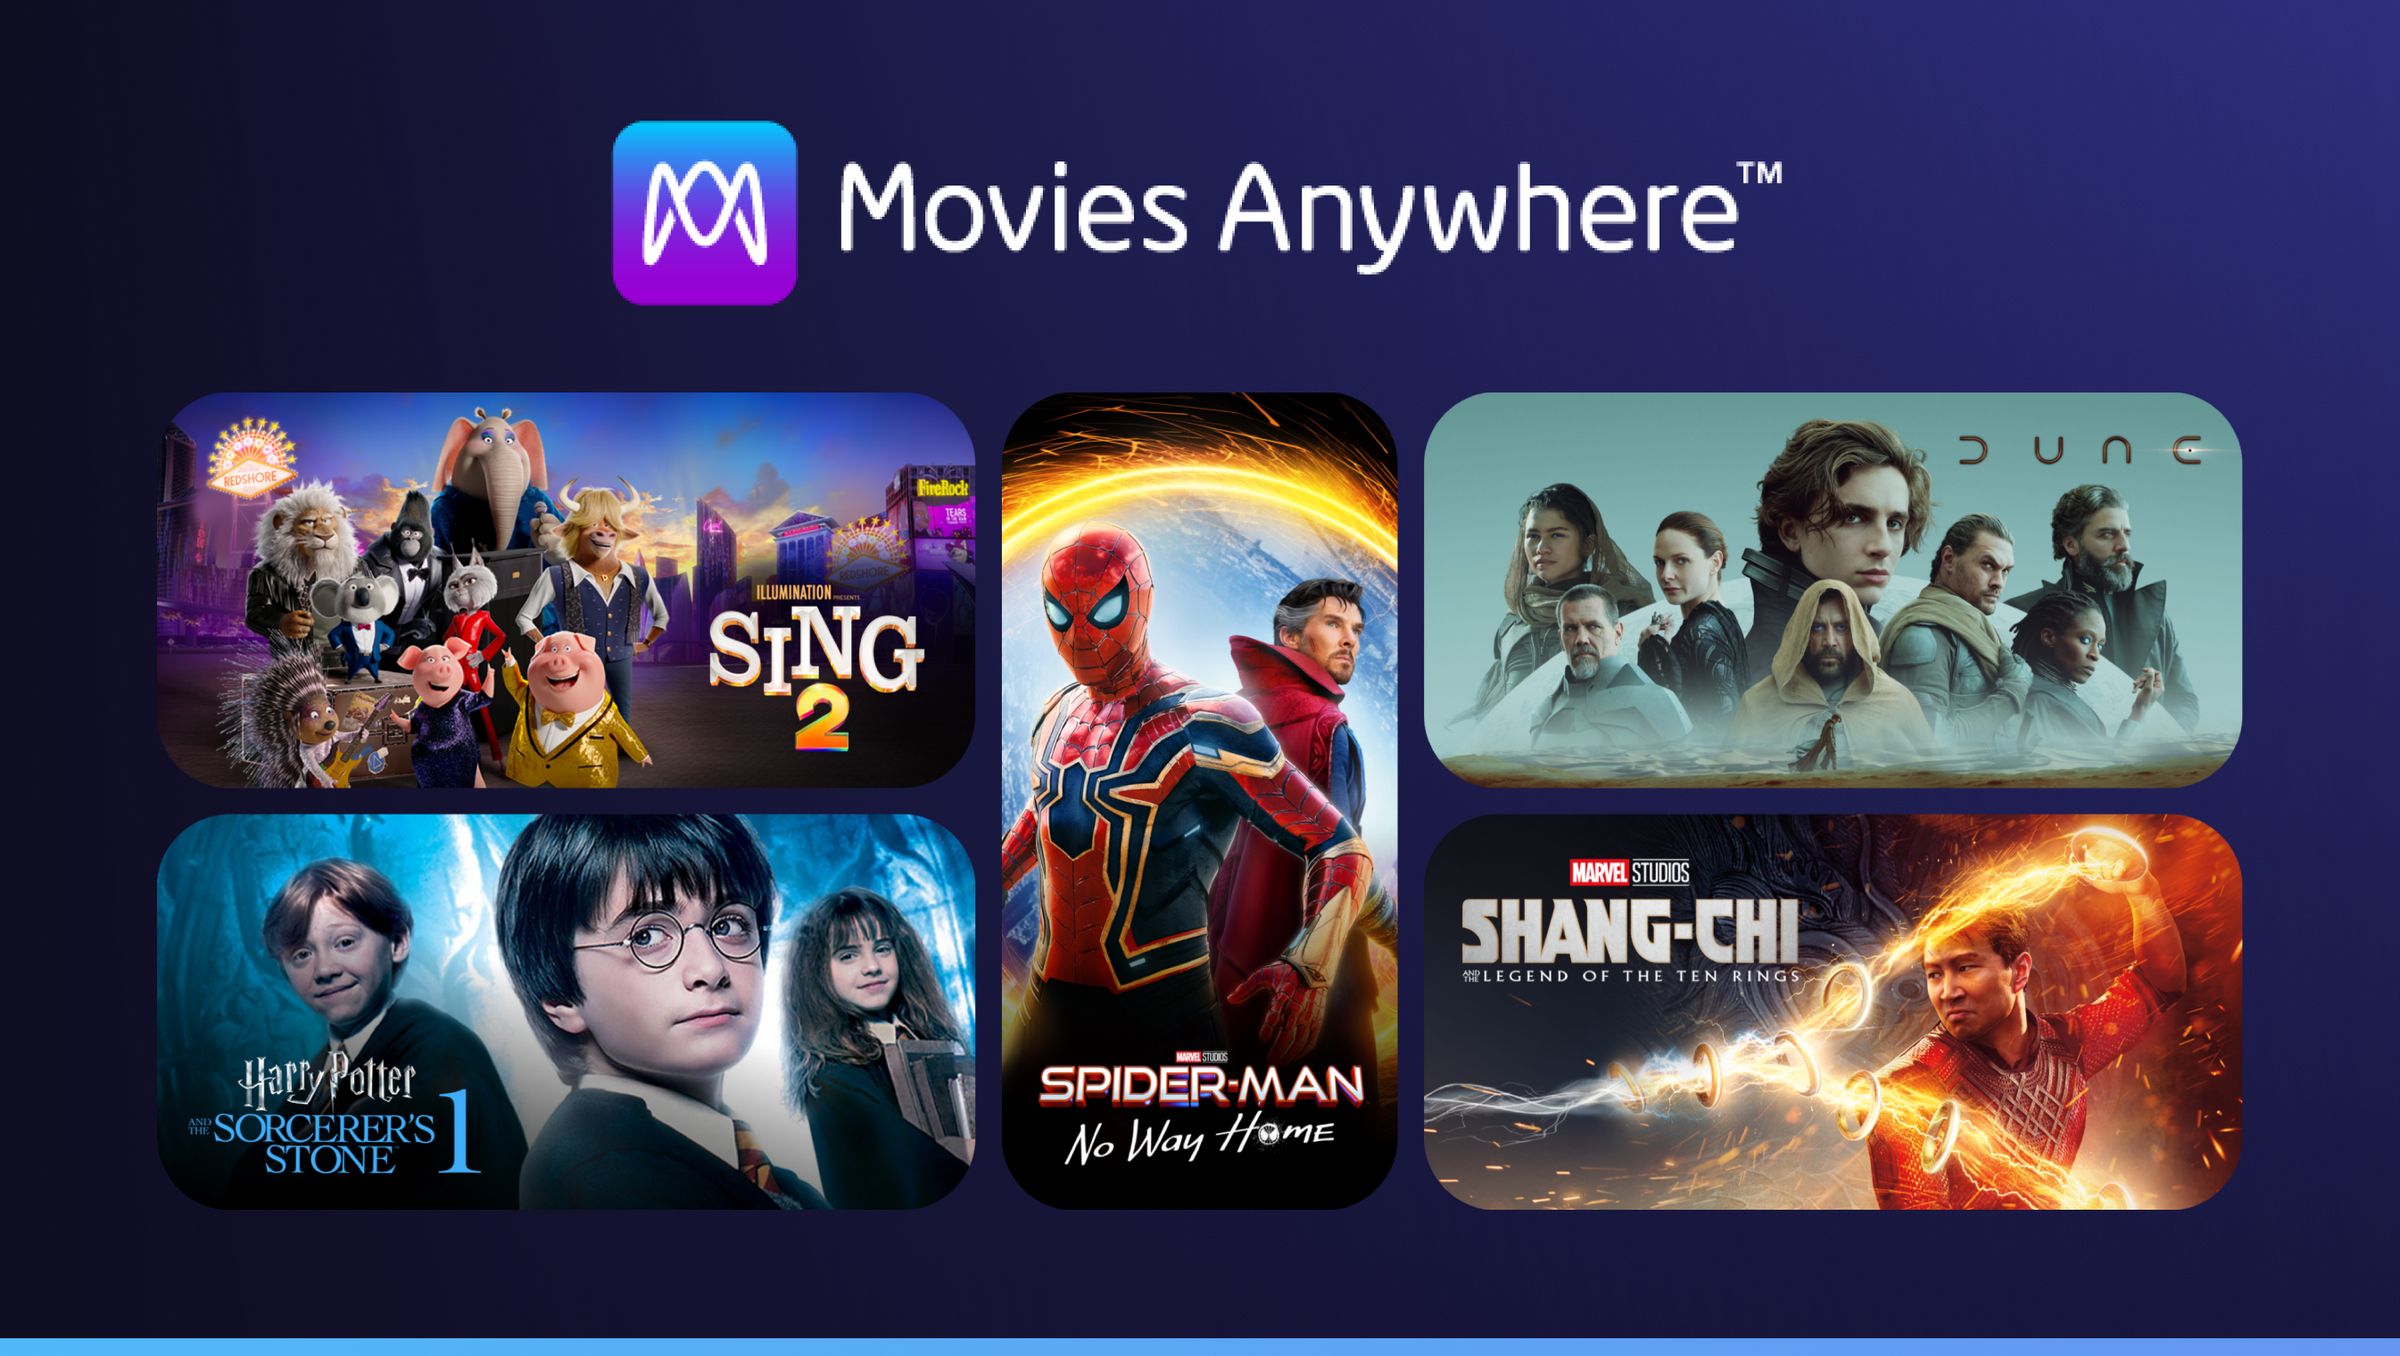 Movies Anywhere™
REDSHORE
FireRock
TEARS
REDSHORE
ILLUMINATION PRESENTS
SING
2
DUNE
Harry Potter
AND THE SORCERER'S
STONE 1
MARVEL STUDIOS
SPIDER-MAN
No Way Home
MARVEL STUDIOS
SHANG-CHI
AND THE LEGEND OF THE TEN RINGS